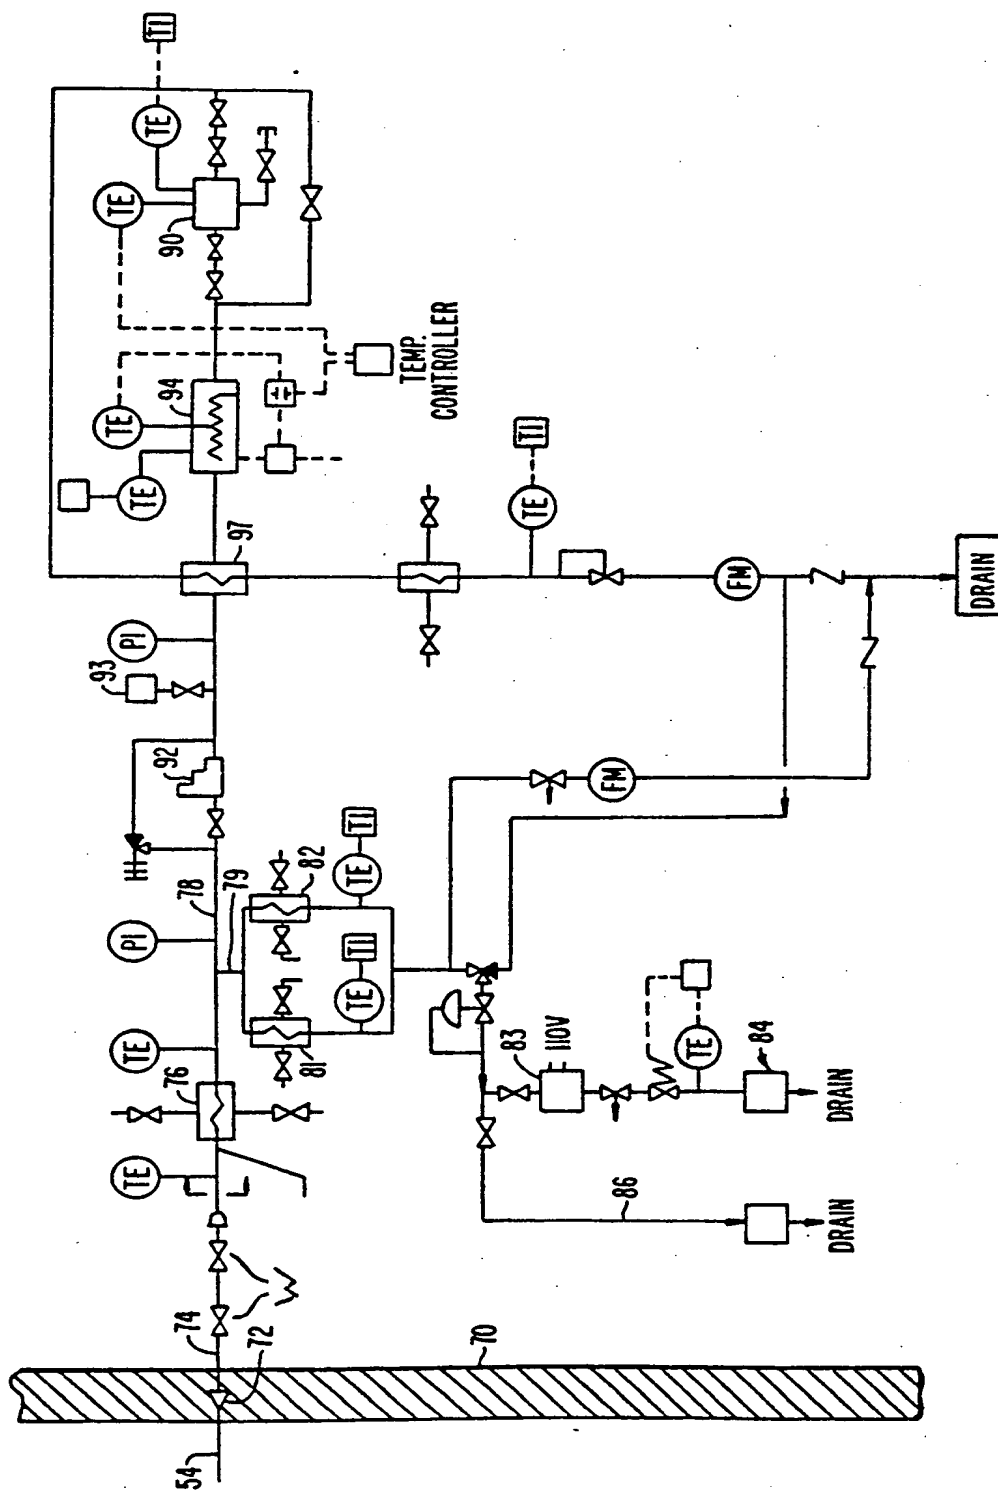 TI
TE
TE
TE
TE
PI
93
PI
TE
TE
90
94
92
76
78
74
54
97
79
72
W
82
81
TI
TE
TI
TE
TEMP.
CONTROLLER
70
TI
TE
83
110V
FM
86
TE
FM
84
DRAIN
DRAIN
DRAIN